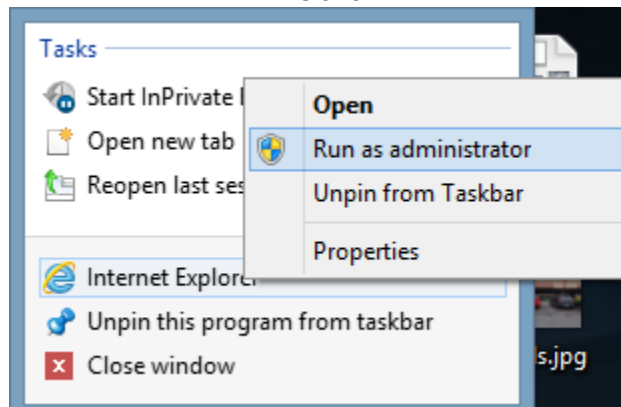 Tasks
Start InPrivate
Open new tab
Reopen last ses
Internet Explorer
Unpin this program from taskbar
Close window
Open
Run as administrator
Unpin from Taskbar
Properties
ls.jpg